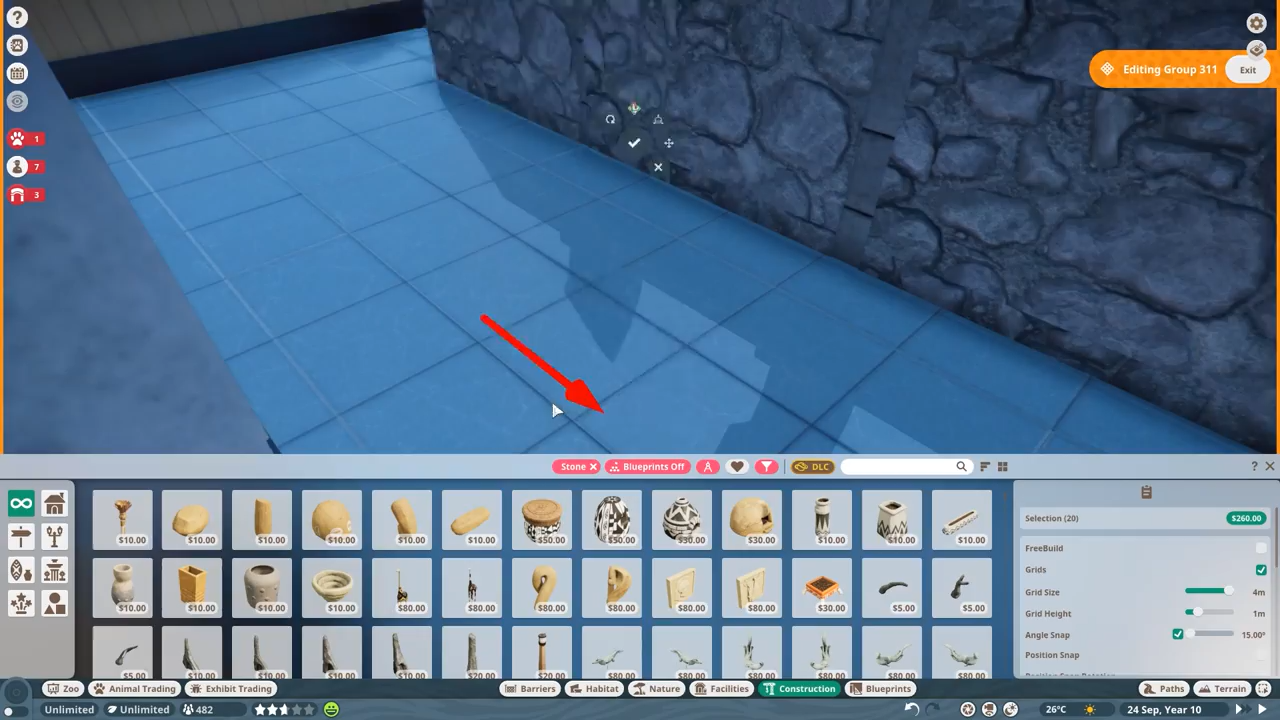 Editing Group 311
Exit
1
7
3
Stone
Blueprints Off
DLC
$10.00 $10.00 $10.00 $10.00 $10.00 $10.00 $50.00 $50.00 $30.00 $30.00 $10.00 $10.00 $10.00
$10.00 $10.00 $10.00 $10.00 $80.00 $80.00 $80.00 $80.00 $80.00 $80.00 $30.00 $5.00 $5.00
$5.00 $10.00 $10.00 $10.00 $10.00 $10.00 $20.00 $80.00 $80.00 $80.00 $80.00 $80.00 $80.00
Selection (20) $260.00
FreeBuild
Grids
Grid Size 4m
Grid Height 1m
Angle Snap 15.00°
Position Snap
Zoo Animal Trading Exhibit Trading Barriers Habitat Nature Facilities Construction Blueprints Paths Terrain
Unlimited Unlimited 482 26°C 24 Sep, Year 10